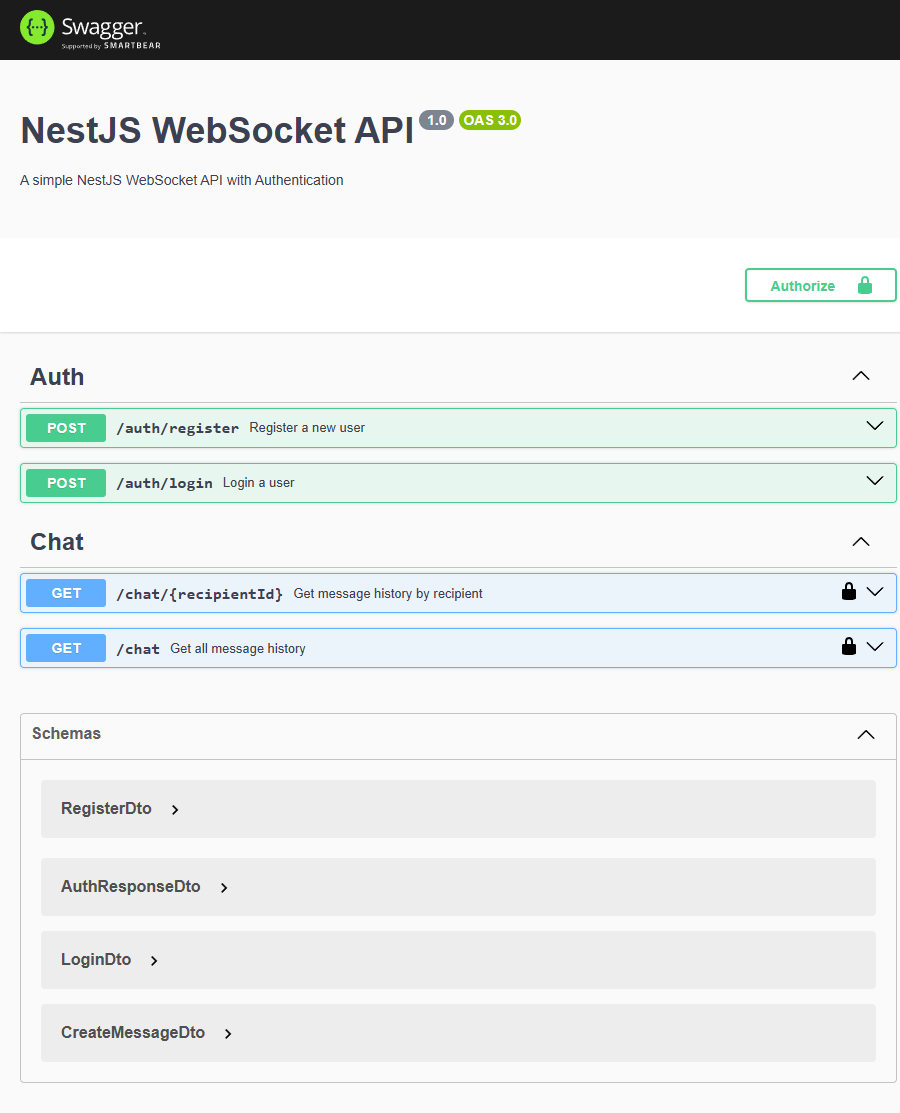 Swagger
Supported by SMARTBEAR
NestJS WebSocket API 1.0 OAS 3.0
A simple NestJS WebSocket API with Authentication
Authorize
Auth
POST /auth/register Register a new user
POST /auth/login Login a user
Chat
GET /chat/{recipientId} Get message history by recipient
GET /chat Get all message history
Schemas
RegisterDto
AuthResponseDto
LoginDto
CreateMessageDto